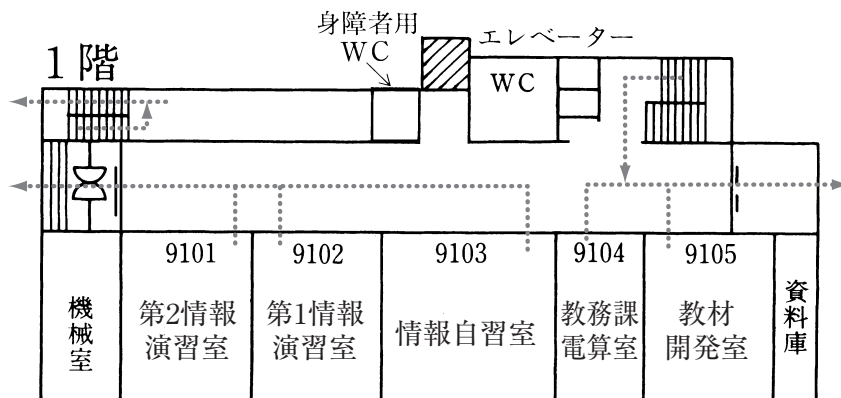 身障者用
WC
エレベーター
1階
WC
9101
9102
9103
9104
9105
機械室
第2情報
演習室
第1情報
演習室
情報自習室
教務課
電算室
教材
開発室
資料庫